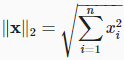 ‖𝐱‖₂ = √(∑ᵢ₌₁ⁿ xᵢ²)